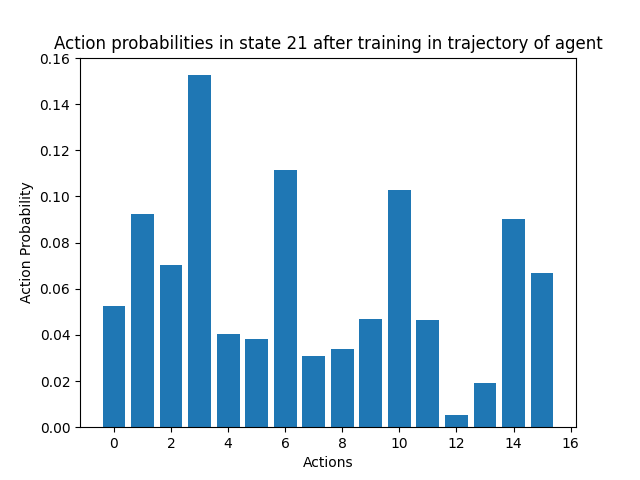 Action probabilities in state 21 after training in trajectory of agent
0.16
0.14
0.12
0.10
0.08
0.06
0.04
0.02
0.00
Action Probability
0 2 4 6 8 10 12 14 16
Actions